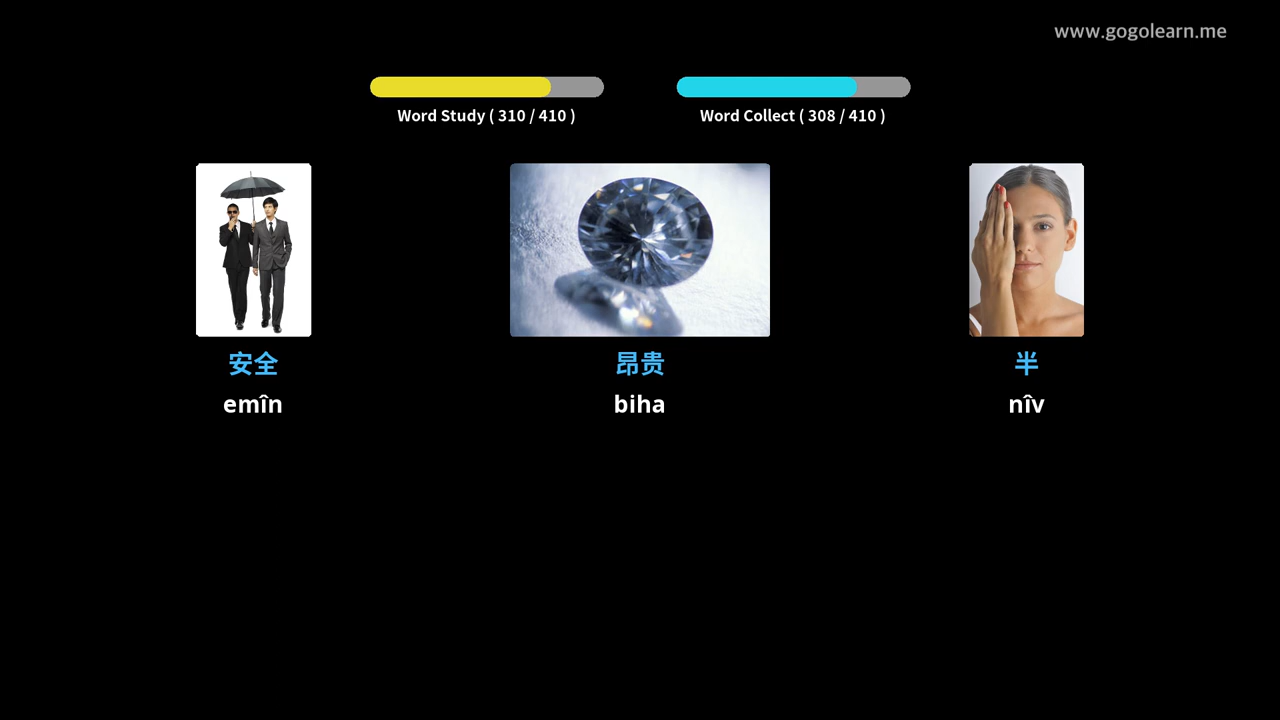 www.gogolearn.me
Word Study ( 310 / 410 )
Word Collect ( 308 / 410 )
安全
昂贵
半
emîn
biha
nîv